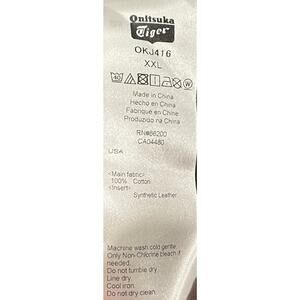 Onitsuka
Tiger
OKJ416
XXL
40
W
Made in China
Hecho en China
Fabriqué en Chine
Produzido na China
RN#86200
CA04480
USA
<Main fabric>
100% Cotton
<Insert>
Synthetic Leather
Machine wash cold gentle.
Only Non-Chlorine bleach if
needed.
Do not tumble dry.
Line dry.
Cool iron.
Do not dry clean.